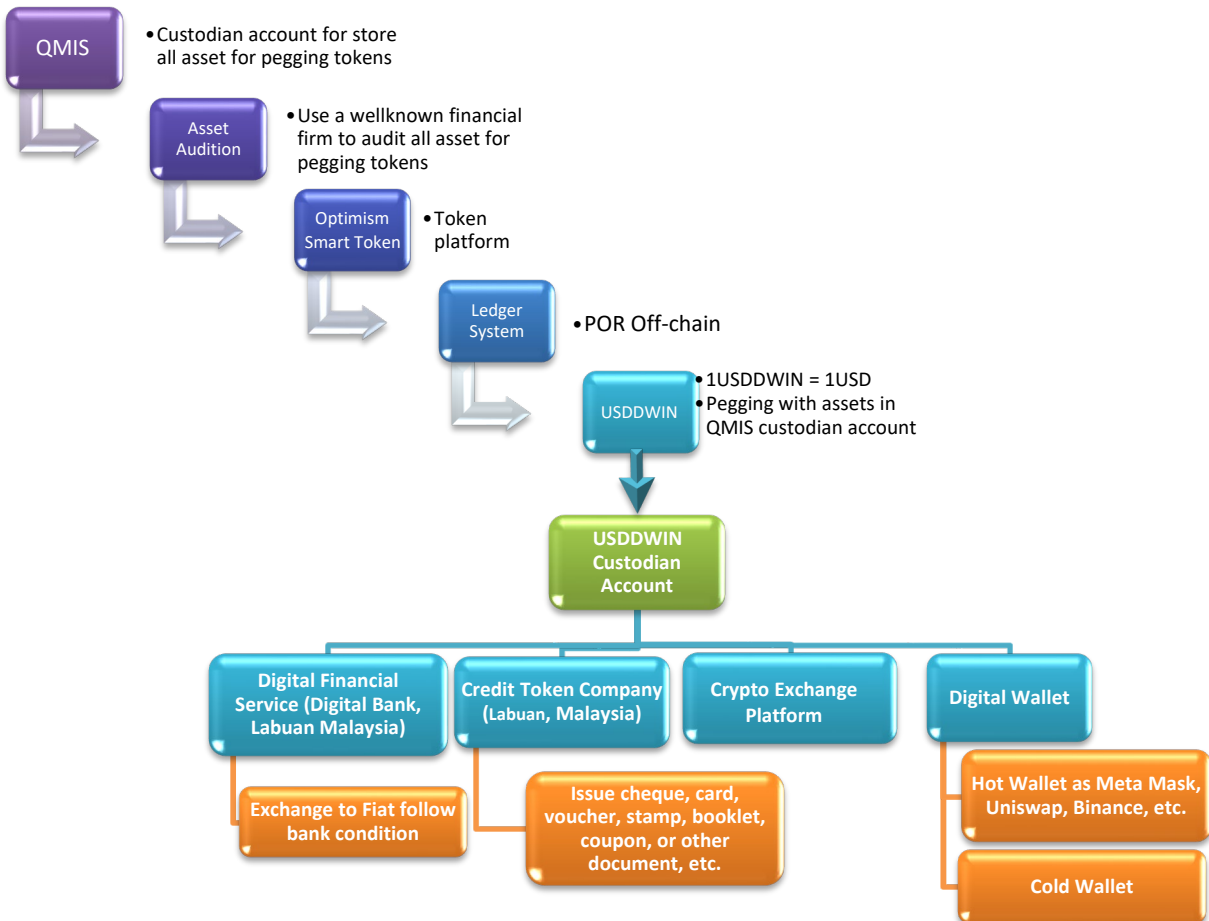 QMIS
•Custodian account for store
all asset for pegging tokens
Asset
Audition
•Use a wellknown financial
firm to audit all asset for
pegging tokens
Optimism
Smart Token
•Token
platform
Ledger
System
•POR Off-chain
USDDWIN
•1USDDWIN = 1USD
•Pegging with assets in
QMIS custodian account
USDDWIN
Custodian
Account
Digital Financial
Service (Digital Bank,
Labuan Malaysia)
Credit Token Company
(Labuan, Malaysia)
Crypto Exchange
Platform
Digital Wallet
Exchange to Fiat follow
bank condition
Issue cheque, card,
voucher, stamp, booklet,
coupon, or other
document, etc.
Hot Wallet as Meta Mask,
Uniswap, Binance, etc.
Cold Wallet